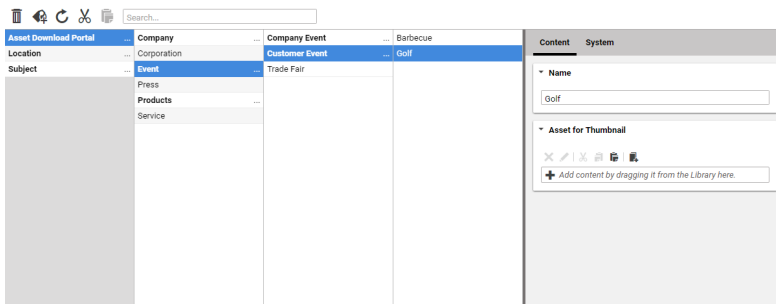 Search...
Asset Download Portal ...
Location ...
Subject ...
Company ...
Corporation
Event ...
Press
Products ...
Service
Company Event ...
Customer Event ...
Trade Fair
Barbecue
Golf
Content System
Name
Golf
Asset for Thumbnail
Add content by dragging it from the Library here.